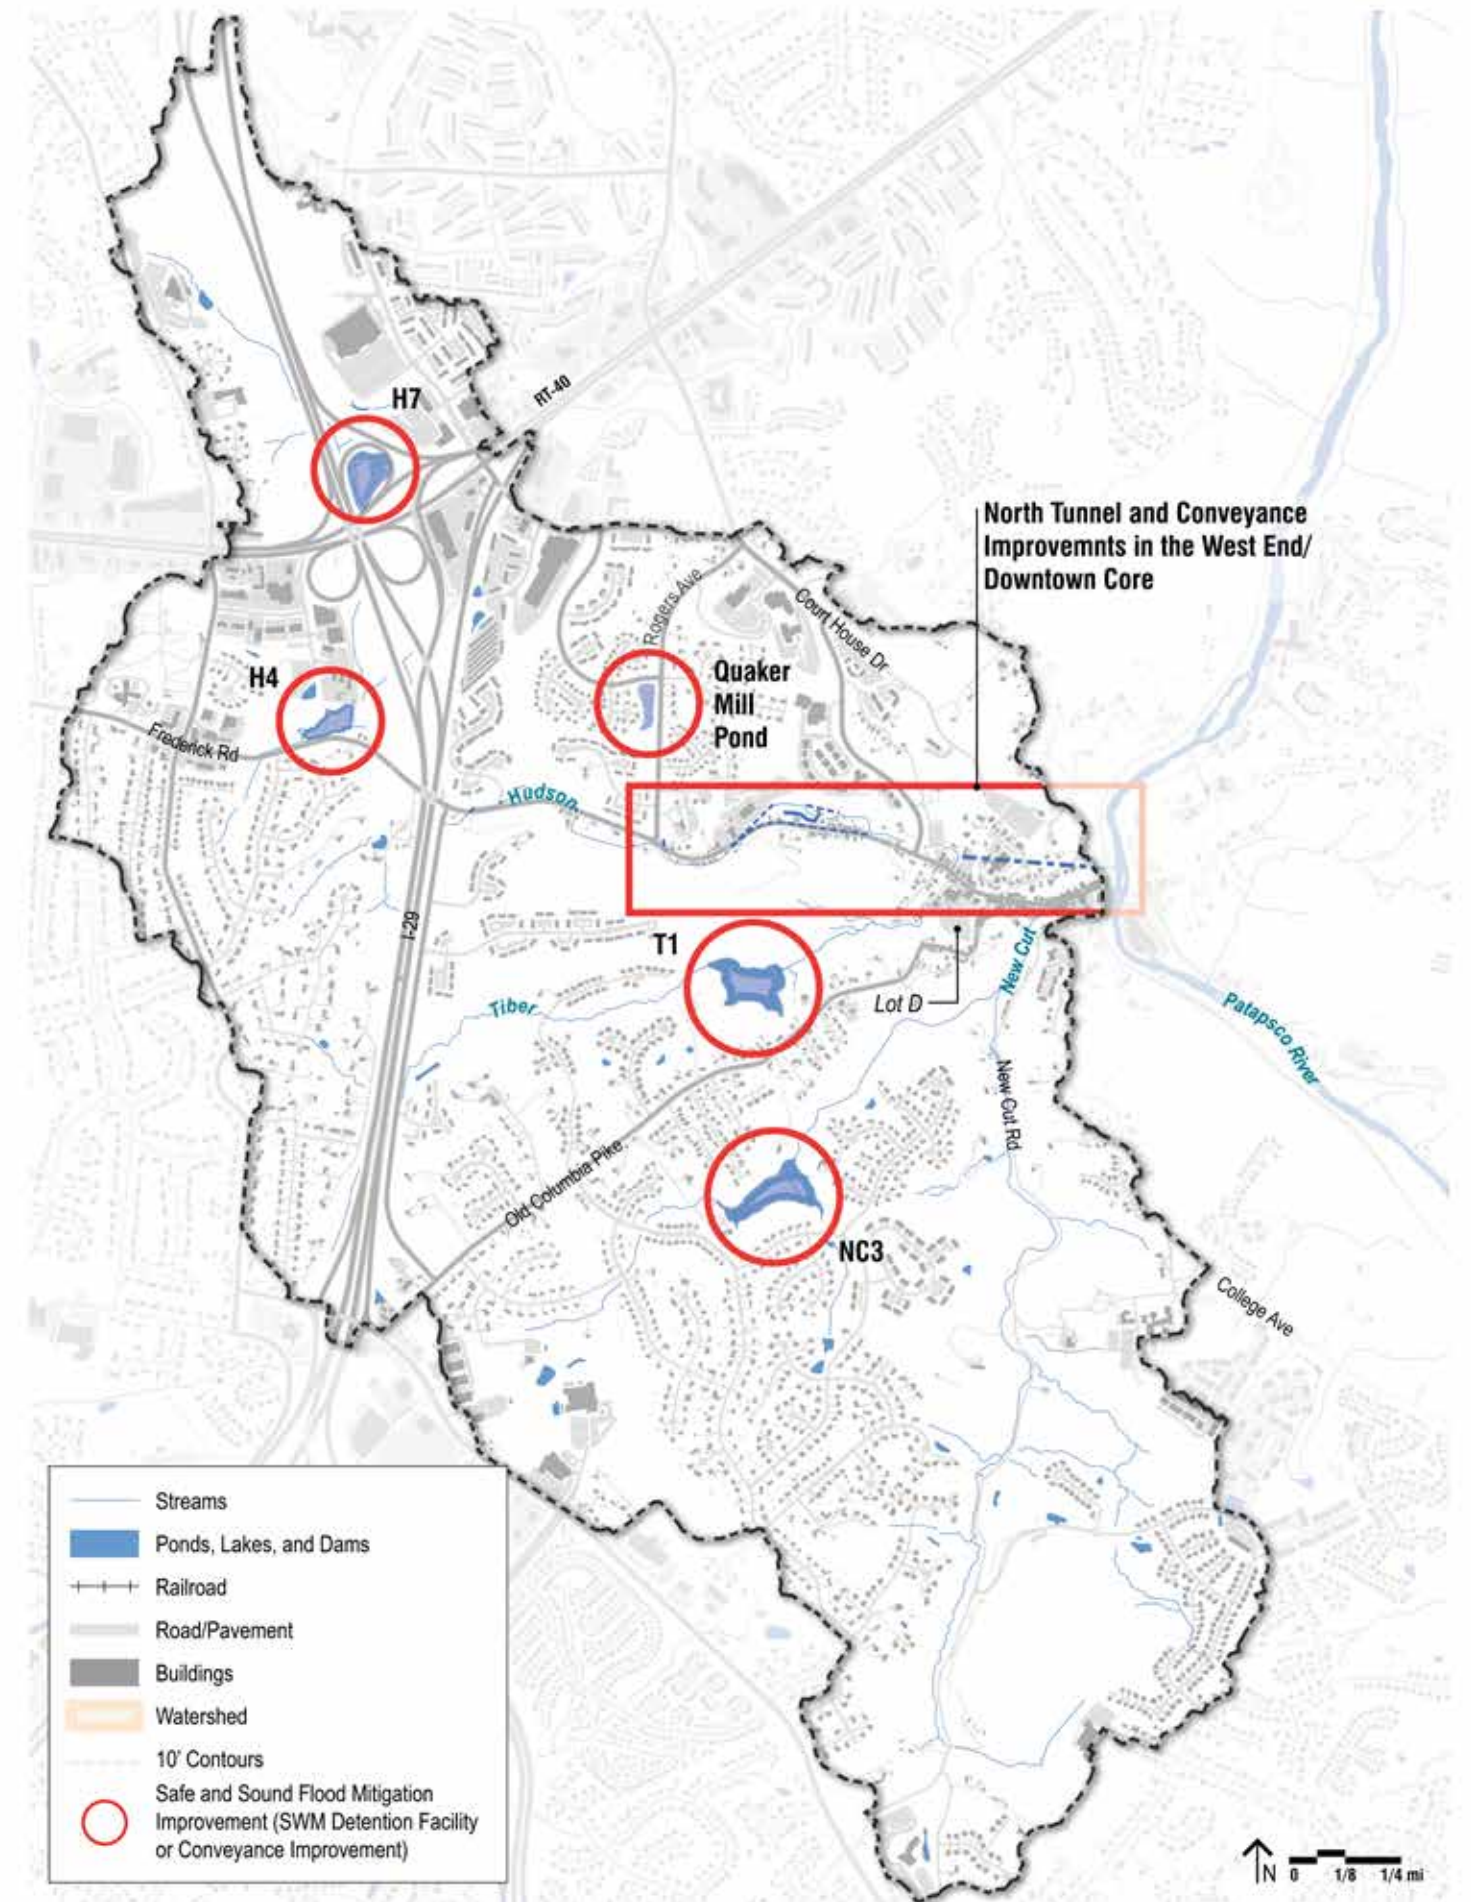 H7
RT-40
North Tunnel and Conveyance
Improvemnts in the West End/
Downtown Core
Rogers Ave
Court House Dr
H4
Quaker
Mill
Pond
Frederick Rd
Hudson
I-29
T1
New Cut
Lot D
Tiber
Patapsco River
New Cut Rd
Old Columbia Pike
NC3
College Ave
Streams
Ponds, Lakes, and Dams
Railroad
Road/Pavement
Buildings
Watershed
10' Contours
Safe and Sound Flood Mitigation
Improvement (SWM Detention Facility
or Conveyance Improvement)
N 0 1/8 1/4 mi